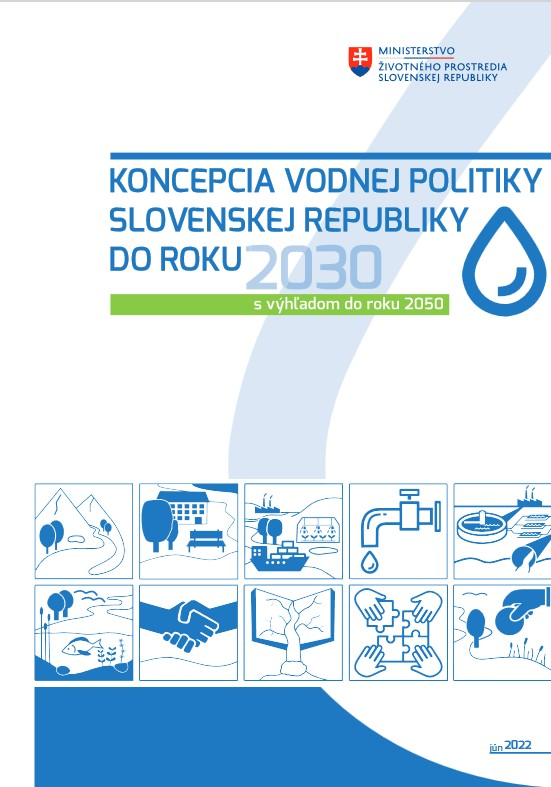 MINISTERSTVO
ŽIVOTNÉHO PROSTREDIA
SLOVENSKEJ REPUBLIKY
KONCEPCIA VODNEJ POLITIKY
SLOVENSKEJ REPUBLIKY
DO ROKU 2030
s výhľadom do roku 2050
jún 2022